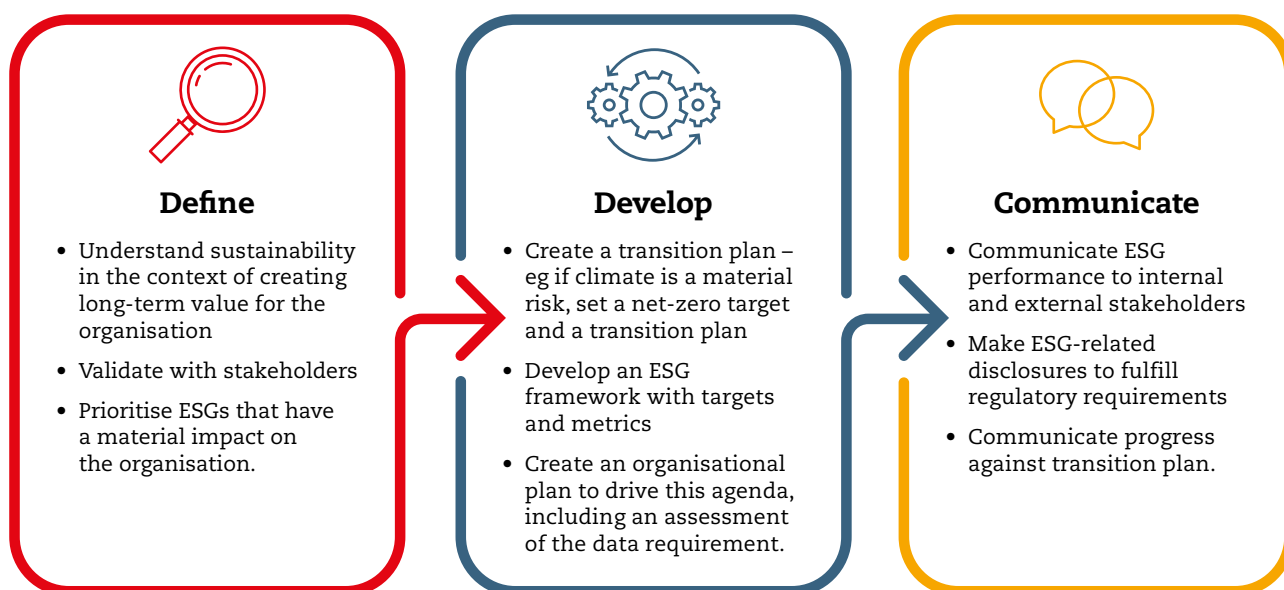 Define
• Understand sustainability
in the context of creating
long-term value for the
organisation
• Validate with stakeholders
• Prioritise ESGs that have
a material impact on
the organisation.
Develop
• Create a transition plan –
eg if climate is a material
risk, set a net-zero target
and a transition plan
• Develop an ESG
framework with targets
and metrics
• Create an organisational
plan to drive this agenda,
including an assessment
of the data requirement.
Communicate
• Communicate ESG
performance to internal
and external stakeholders
• Make ESG-related
disclosures to fulfill
regulatory requirements
• Communicate progress
against transition plan.